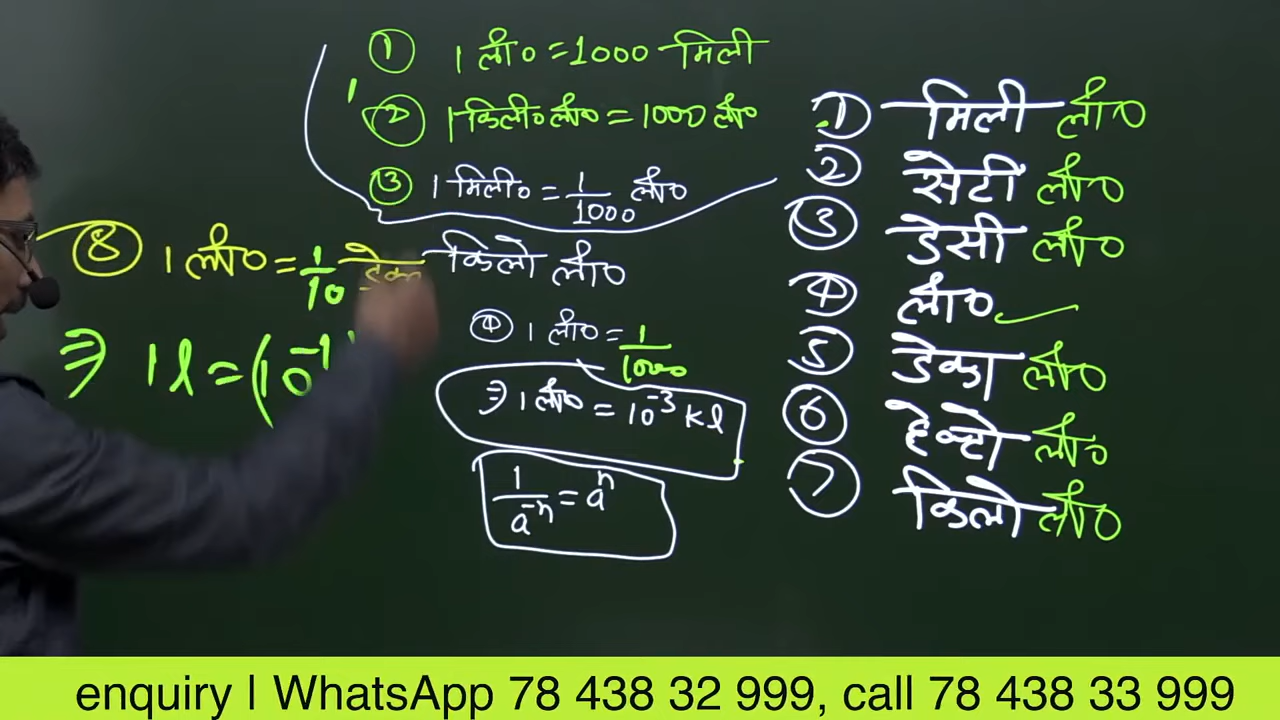 ① 1 ली० = 1000 मिली
② 1 किली० ली० = 1000 ली०
③ 1 मिली० = 1/1000 ली०
किलो ली०
④ 1 ली० = 1/1000
⇒ 1 ली० = 10⁻³ kl
1/a⁻ⁿ = aⁿ
⑧ 1 ली० = 1/10 डेका
⇒ 1 l = (10⁻¹)
① मिली ली०
② सेटी ली०
③ डेसी ली०
④ ली०
⑤ डेका ली०
⑥ हेक्टो ली०
⑦ किलो ली०
enquiry | WhatsApp 78 438 32 999, call 78 438 33 999